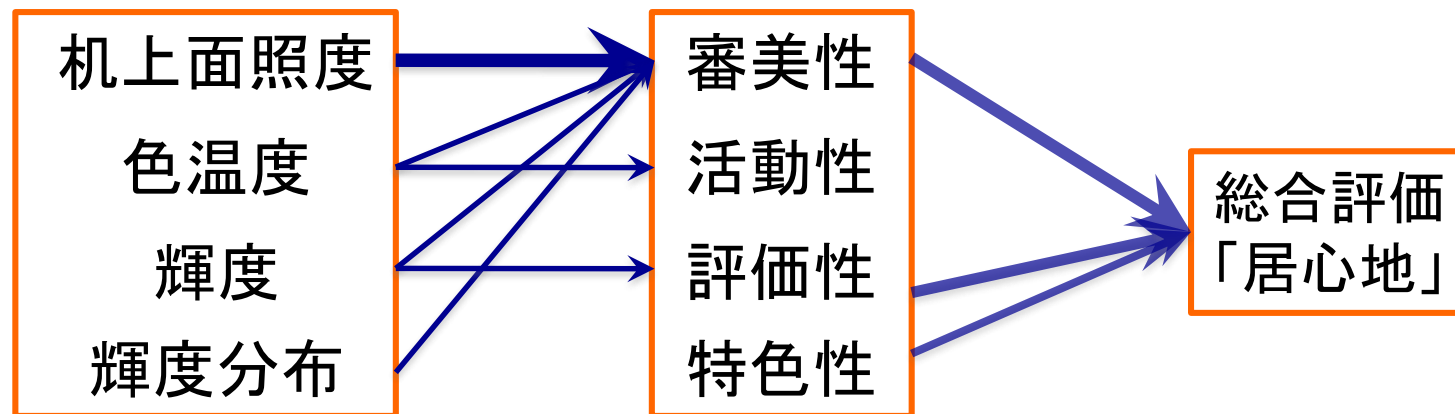 机上面照度
色温度
輝度
輝度分布
審美性
活動性
評価性
特色性
総合評価
「居心地」